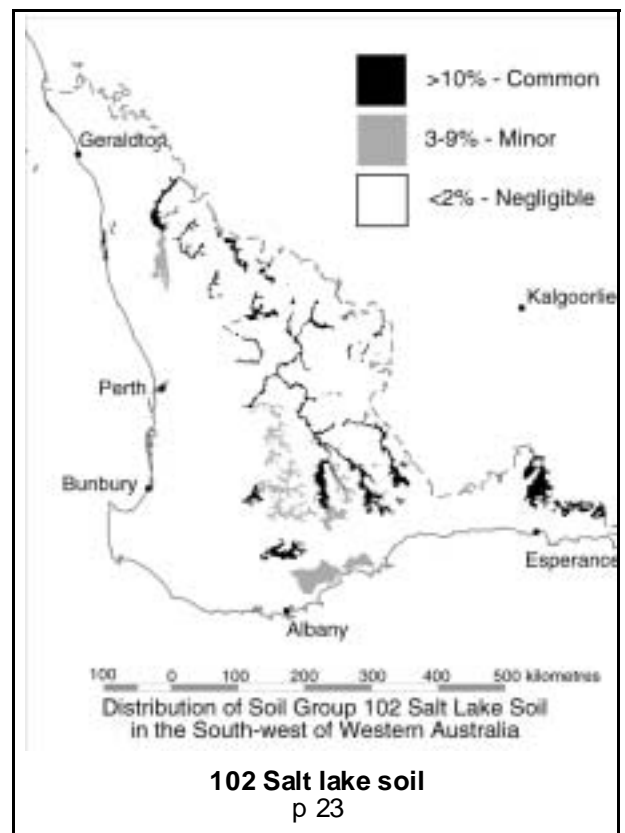 >10% - Common
3-9% - Minor
<2% - Negligible
Geraldton
Kalgoorlie
Perth
Bunbury
Esperance
Albany
100 0 100 200 300 400 500 kilometres
Distribution of Soil Group 102 Salt Lake Soil
in the South-west of Western Australia
102 Salt lake soil
p 23